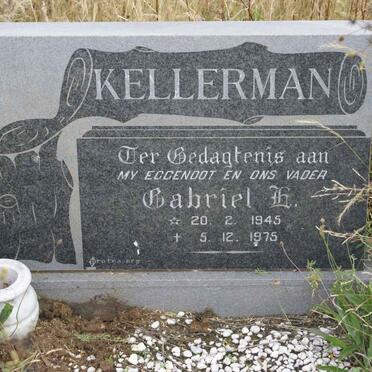 KELLERMAN
Ter Gedagtenis aan
MY EGGENOOT EN ONS VADER
Gabriel L.
☆ 20. 2. 1945
✝ 5. 12. 1975